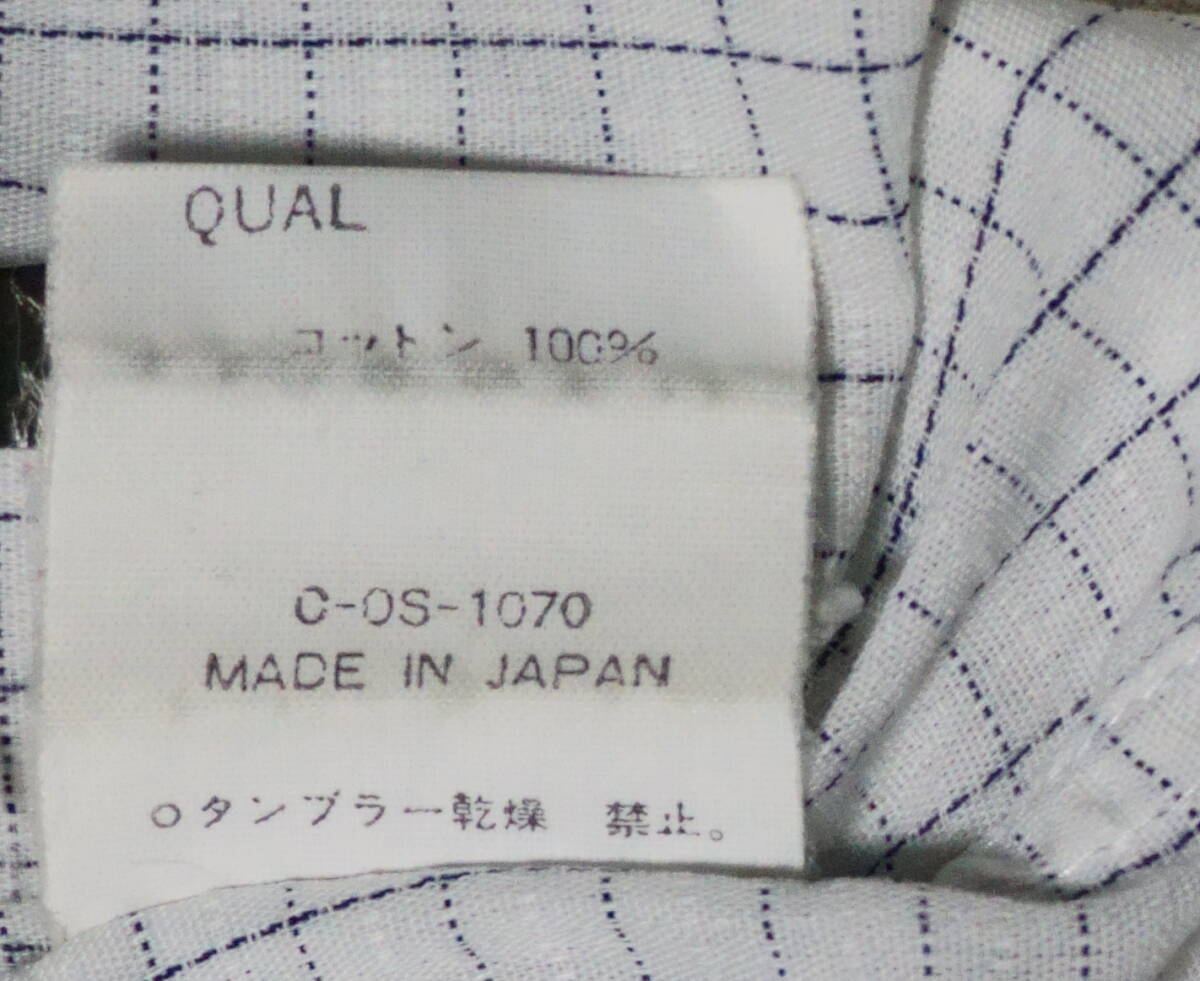 QUAL
コットン 100%
C-OS-1070
MADE IN JAPAN
○タンブラー乾燥 禁止。